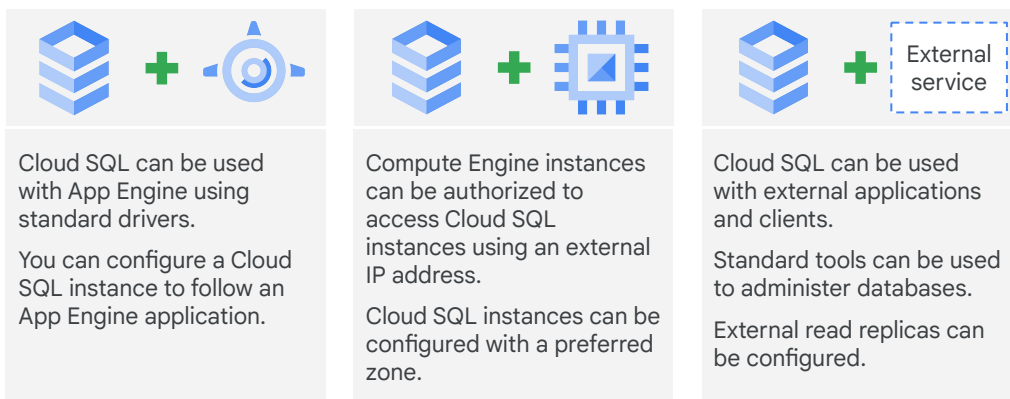 External
service
Cloud SQL can be used
with App Engine using
standard drivers.
You can configure a Cloud
SQL instance to follow an
App Engine application.
Compute Engine instances
can be authorized to
access Cloud SQL
instances using an external
IP address.
Cloud SQL instances can be
configured with a preferred
zone.
Cloud SQL can be used
with external applications
and clients.
Standard tools can be used
to administer databases.
External read replicas can
be configured.